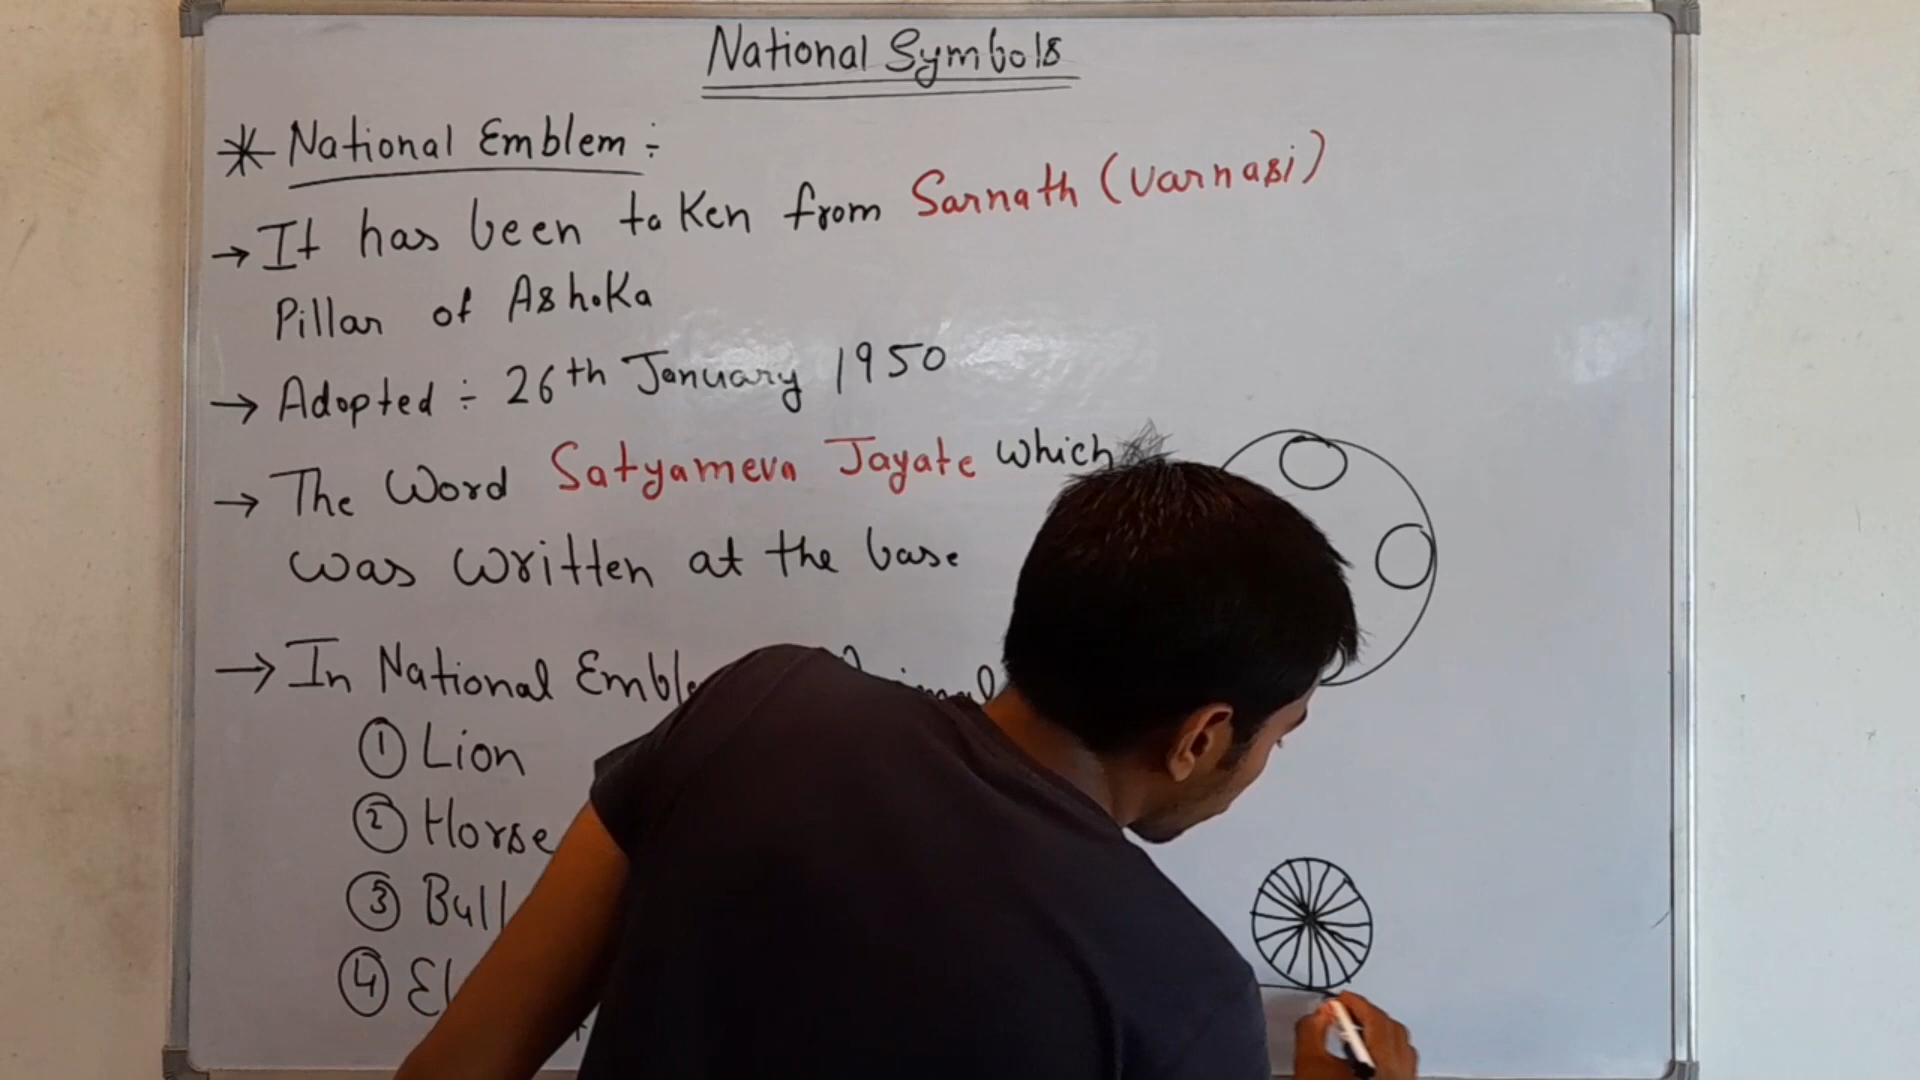 National Symbols
* National Emblem :-
→ It has been taken from Sarnath (Varnasi)
Pillar of Ashoka
→ Adopted :- 26th January 1950
→ The Word Satyameva Jayate which
was written at the base
→ In National
① Lion
② Horse
③ Bull
④